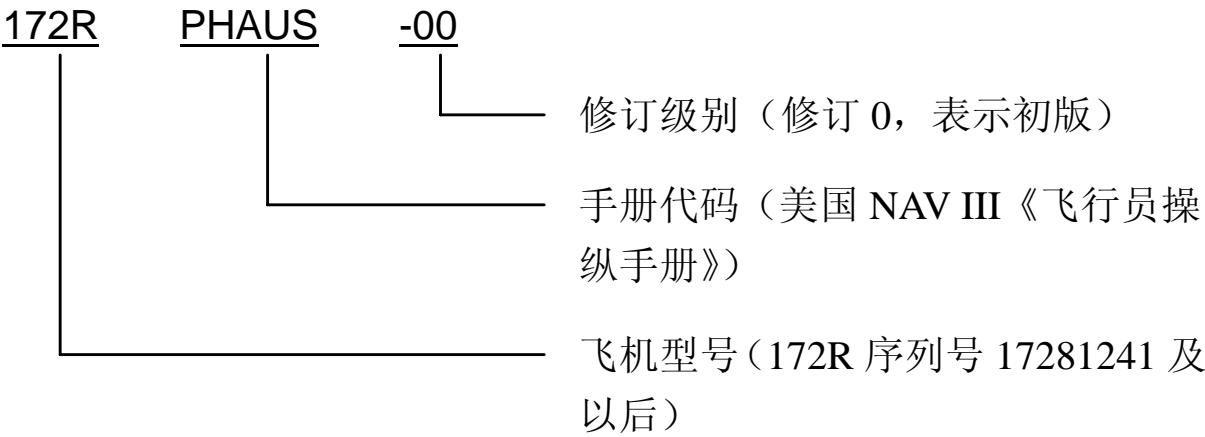 172R PHAUS -00
修订级别（修订 0，表示初版）
手册代码（美国 NAV III《飞行员操
纵手册》）
飞机型号（172R 序列号 17281241 及
以后）